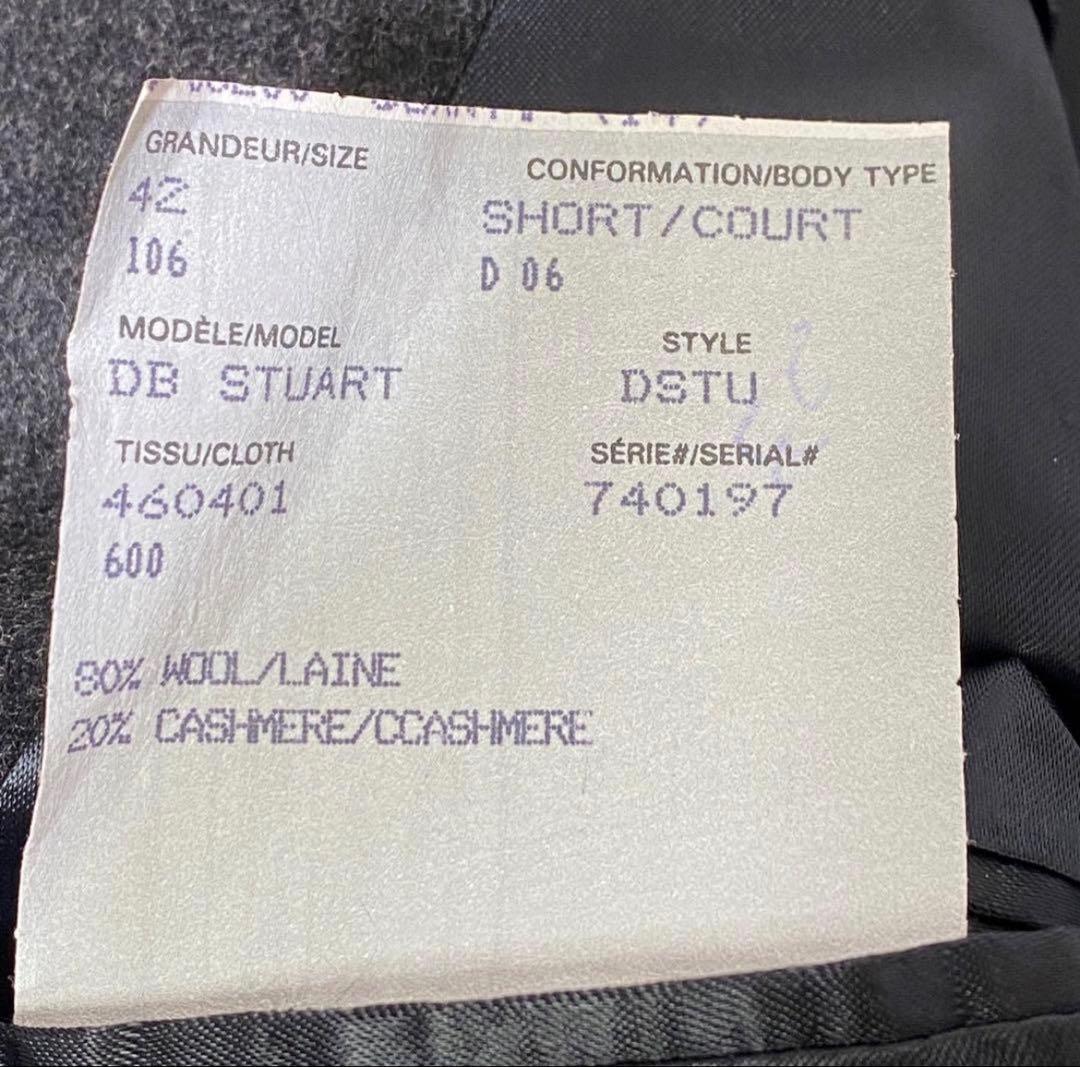 GRANDEUR/SIZE
42
106
CONFORMATION/BODY TYPE
SHORT/COURT
D 06
MODÈLE/MODEL
DB STUART
STYLE
DSTU
TISSU/CLOTH
460401
600
SÉRIE#/SERIAL#
740197
80% WOOL/LAINE
20% CASHMERE/CCASHMERE